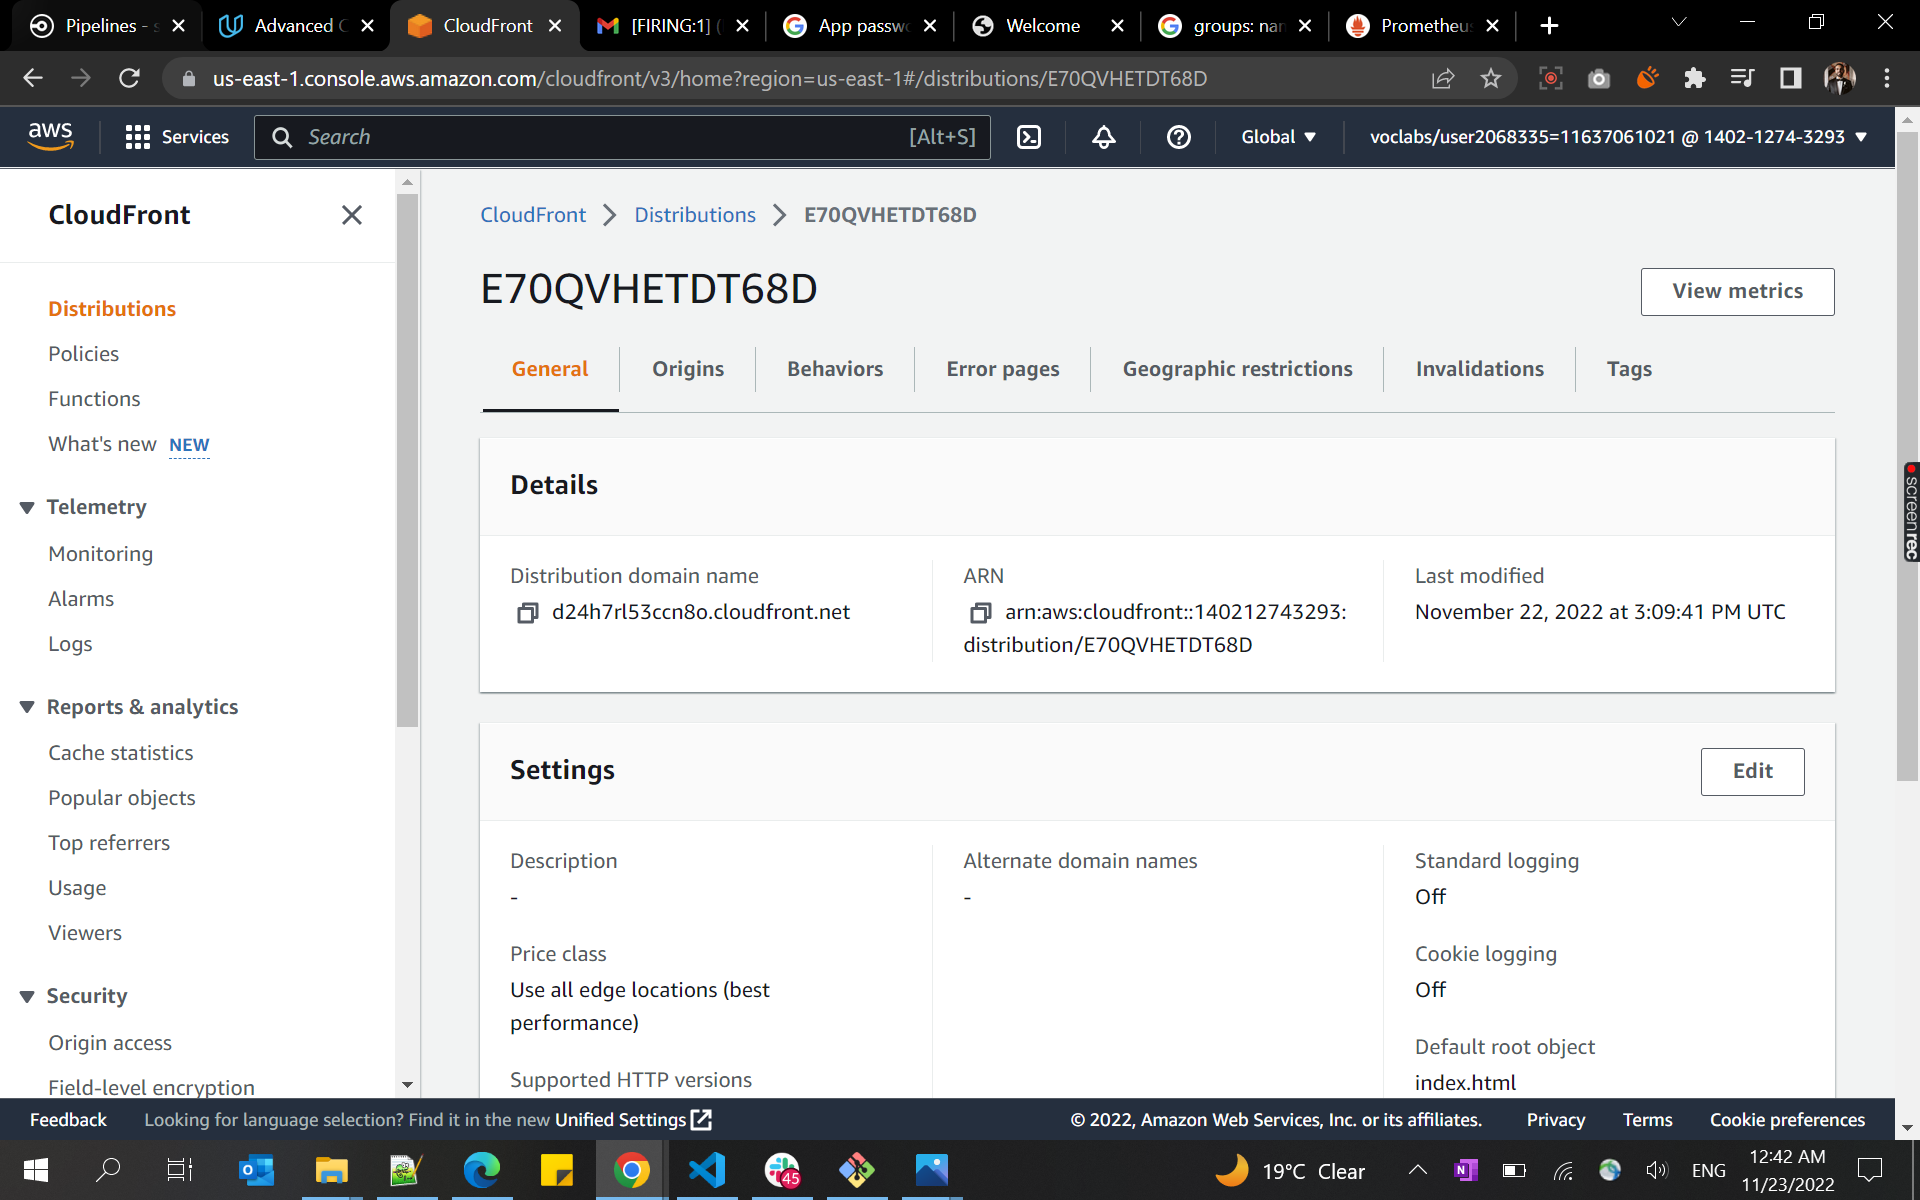 Pipelines - s
Advanced C
CloudFront
[FIRING:1] (
App passwo
Welcome
groups: nan
Prometheus
us-east-1.console.aws.amazon.com/cloudfront/v3/home?region=us-east-1#/distributions/E70QVHETDT68D
aws
Services
Search
[Alt+S]
Global
voclabs/user2068335=11637061021 @ 1402-1274-3293
CloudFront
Distributions
Policies
Functions
What's new NEW
Telemetry
Monitoring
Alarms
Logs
Reports & analytics
Cache statistics
Popular objects
Top referrers
Usage
Viewers
Security
Origin access
Field-level encryption
CloudFront > Distributions > E70QVHETDT68D
E70QVHETDT68D
View metrics
General
Origins
Behaviors
Error pages
Geographic restrictions
Invalidations
Tags
Details
Distribution domain name
d24h7rl53ccn8o.cloudfront.net
ARN
arn:aws:cloudfront::140212743293:
distribution/E70QVHETDT68D
Last modified
November 22, 2022 at 3:09:41 PM UTC
Settings
Edit
Description
-
Price class
Use all edge locations (best
performance)
Supported HTTP versions
Alternate domain names
-
Standard logging
Off
Cookie logging
Off
Default root object
index.html
screenrec
Feedback
Looking for language selection? Find it in the new Unified Settings
© 2022, Amazon Web Services, Inc. or its affiliates.
Privacy
Terms
Cookie preferences
45
19°C Clear
ENG
12:42 AM
11/23/2022